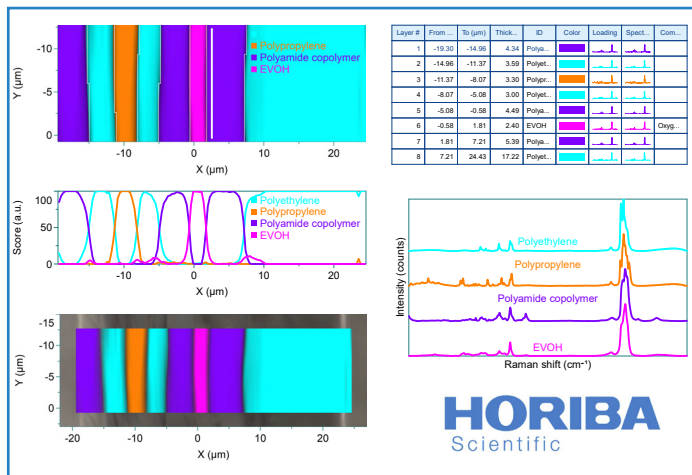 -10
-5
0
Y (µm)
Polypropylene
Polyamide copolymer
EVOH
-10
0
10
20
X (µm)
100
50
0
Score (a.u.)
Polyethylene
Polypropylene
Polyamide copolymer
EVOH
-10
0
10
20
X (µm)
-15
-10
-5
0
Y (µm)
-20
-10
0
10
20
X (µm)
Layer # From ... To (µm) Thick... ID Color Loading Spect... Com...
1 -19.30 -14.96 4.34 Polya...
2 -14.96 -11.37 3.59 Polyet...
3 -11.37 -8.07 3.30 Polypr...
4 -8.07 -5.08 3.00 Polyet...
5 -5.08 -0.58 4.49 Polya...
6 -0.58 1.81 2.40 EVOH Oxyg...
7 1.81 7.21 5.39 Polya...
8 7.21 24.43 17.22 Polyet...
Intensity (counts)
Polyethylene
Polypropylene
Polyamide copolymer
EVOH
Raman shift (cm⁻¹)
HORIBA
Scientific